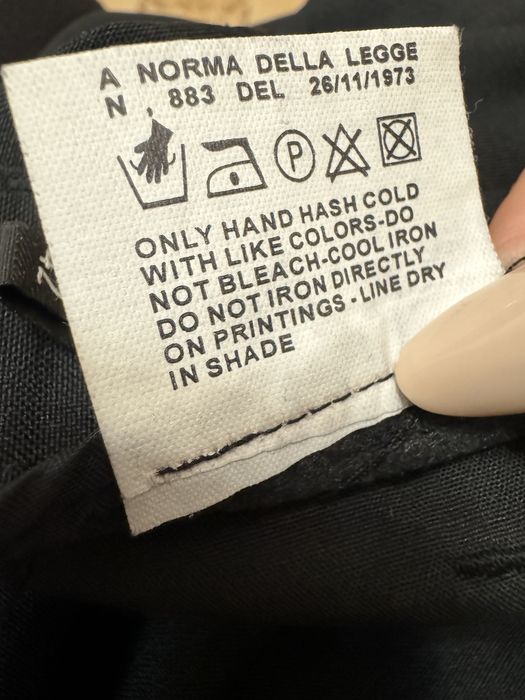 A NORMA DELLA LEGGE
N , 883 DEL 26/11/1973
P
ONLY HAND HASH COLD
WITH LIKE COLORS-DO
NOT BLEACH-COOL IRON
DO NOT IRON DIRECTLY
ON PRINTINGS - LINE DRY
IN SHADE